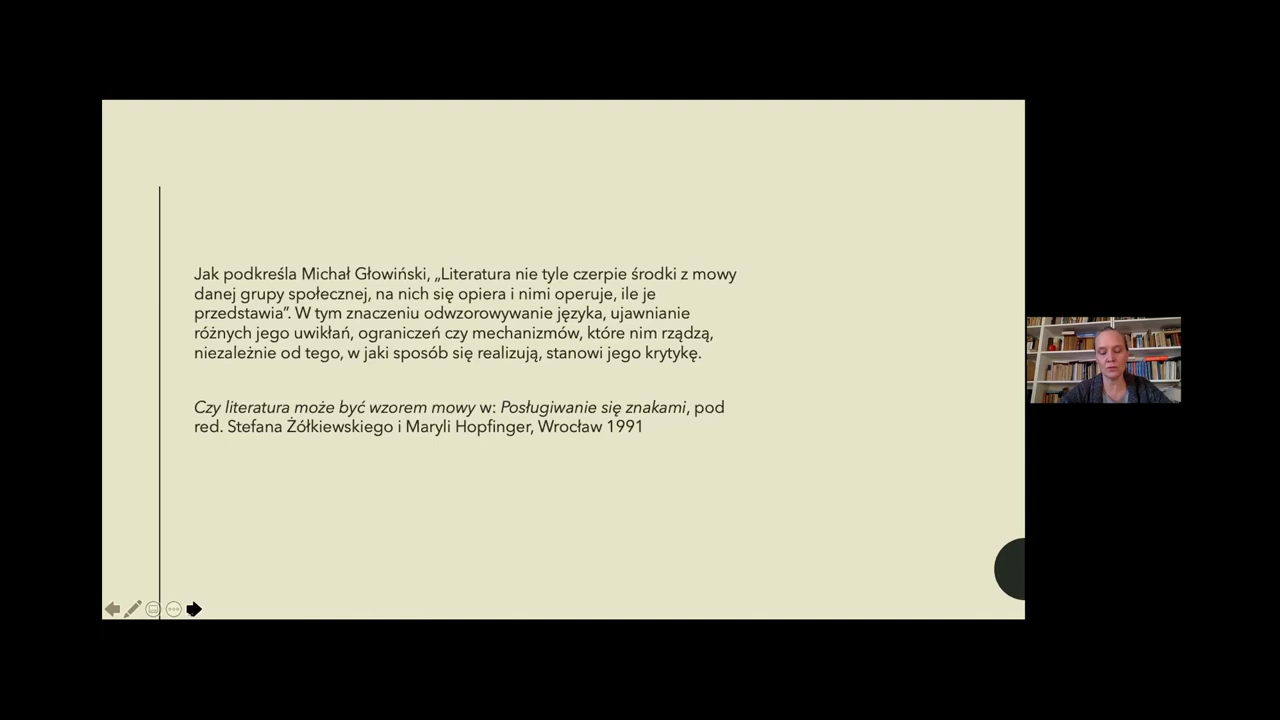 Jak podkreśla Michał Głowiński, „Literatura nie tyle czerpie środki z mowy
danej grupy społecznej, na nich się opiera i nimi operuje, ile je
przedstawia”. W tym znaczeniu odwzorowywanie języka, ujawnianie
różnych jego uwikłań, ograniczeń czy mechanizmów, które nim rządzą,
niezależnie od tego, w jaki sposób się realizują, stanowi jego krytykę.
Czy literatura może być wzorem mowy w: Posługiwanie się znakami, pod
red. Stefana Żółkiewskiego i Maryli Hopfinger, Wrocław 1991